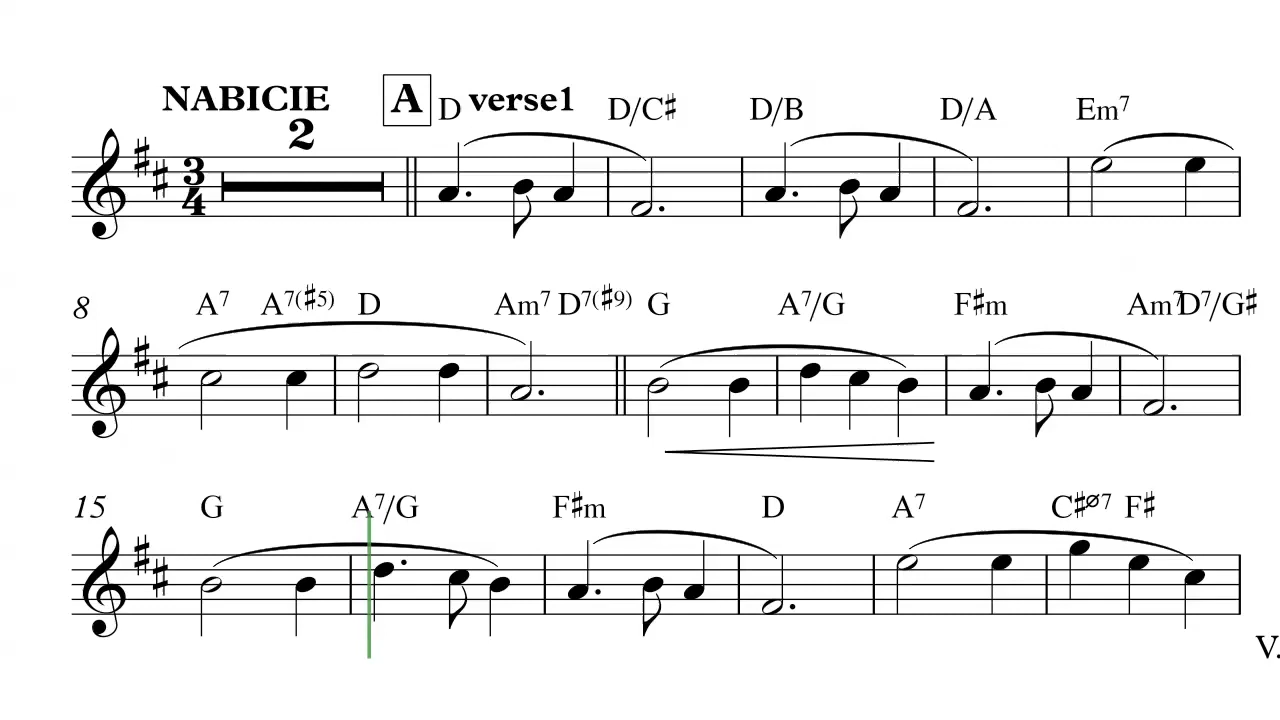 NABICIE A D verse1 D/C♯ D/B D/A Em7
2
3
4
8 A7 A7(♯5) D Am7 D7(♯9) G A7/G F♯m Am7 D7/G♯
15 G A7/G F♯m D A7 C♯ø7 F♯
V.